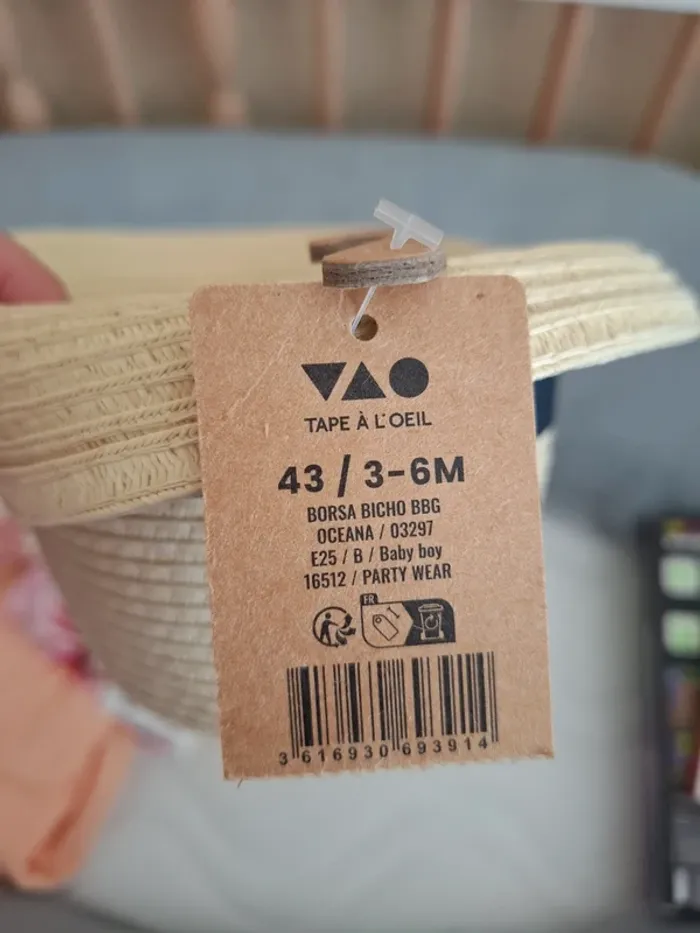 TAPE À L'OEIL
43 / 3-6M
BORSA BICHO BBG
OCEANA / 03297
E25 / B / Baby boy
16512 / PARTY WEAR
FR
3 616930 693914